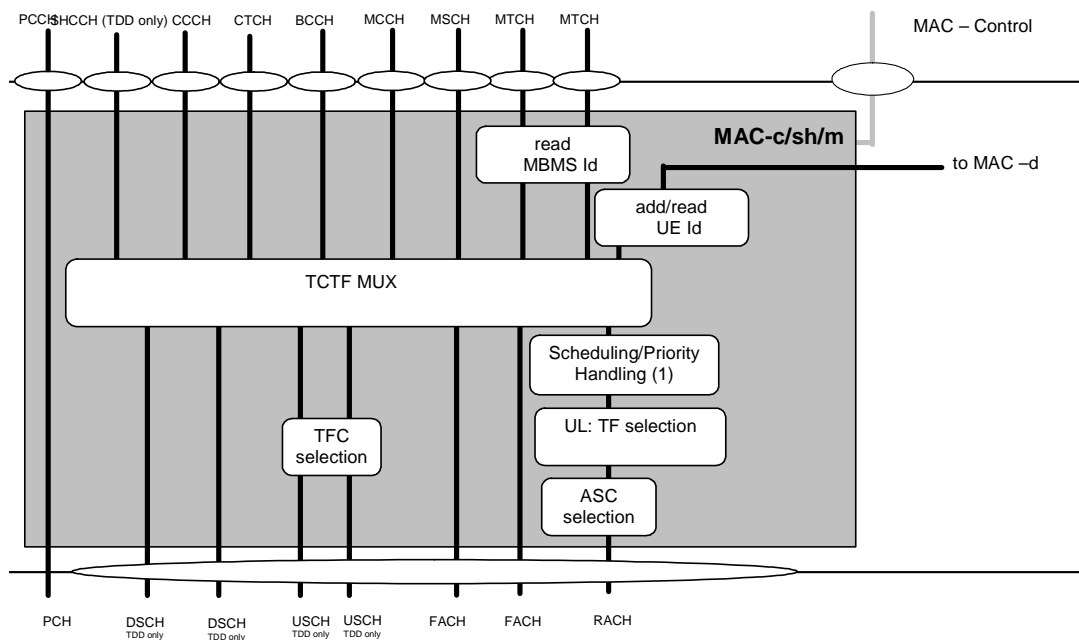 PCCH SHCCH (TDD only) CCCH CTCH BCCH MCCH MSCH MTCH MTCH
MAC – Control
MAC-c/sh/m
read
MBMS Id
to MAC –d
add/read
UE Id
TCTF MUX
Scheduling/Priority
Handling (1)
UL: TF selection
TFC
selection
ASC
selection
PCH DSCH DSCH USCH USCH FACH FACH RACH
TDD only TDD only TDD only TDD only